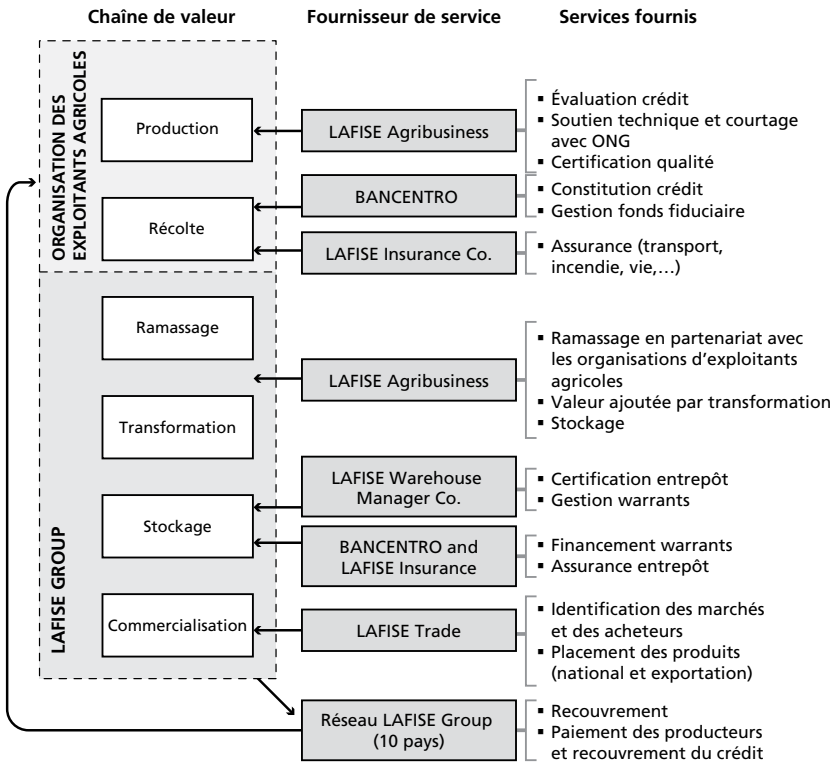 Chaîne de valeur
Fournisseur de service
Services fournis
ORGANISATION DES
EXPLOITANTS AGRICOLES
Production
LAFISE Agribusiness
▪ Évaluation crédit
▪ Soutien technique et courtage
avec ONG
▪ Certification qualité
Récolte
BANCENTRO
▪ Constitution crédit
▪ Gestion fonds fiduciaire
LAFISE Insurance Co.
▪ Assurance (transport,
incendie, vie,…)
LAFISE GROUP
Ramassage
Transformation
LAFISE Agribusiness
▪ Ramassage en partenariat avec
les organisations d’exploitants
agricoles
▪ Valeur ajoutée par transformation
▪ Stockage
Stockage
LAFISE Warehouse
Manager Co.
▪ Certification entrepôt
▪ Gestion warrants
BANCENTRO and
LAFISE Insurance
▪ Financement warrants
▪ Assurance entrepôt
Commercialisation
LAFISE Trade
▪ Identification des marchés
et des acheteurs
▪ Placement des produits
(national et exportation)
Réseau LAFISE Group
(10 pays)
▪ Recouvrement
▪ Paiement des producteurs
et recouvrement du crédit